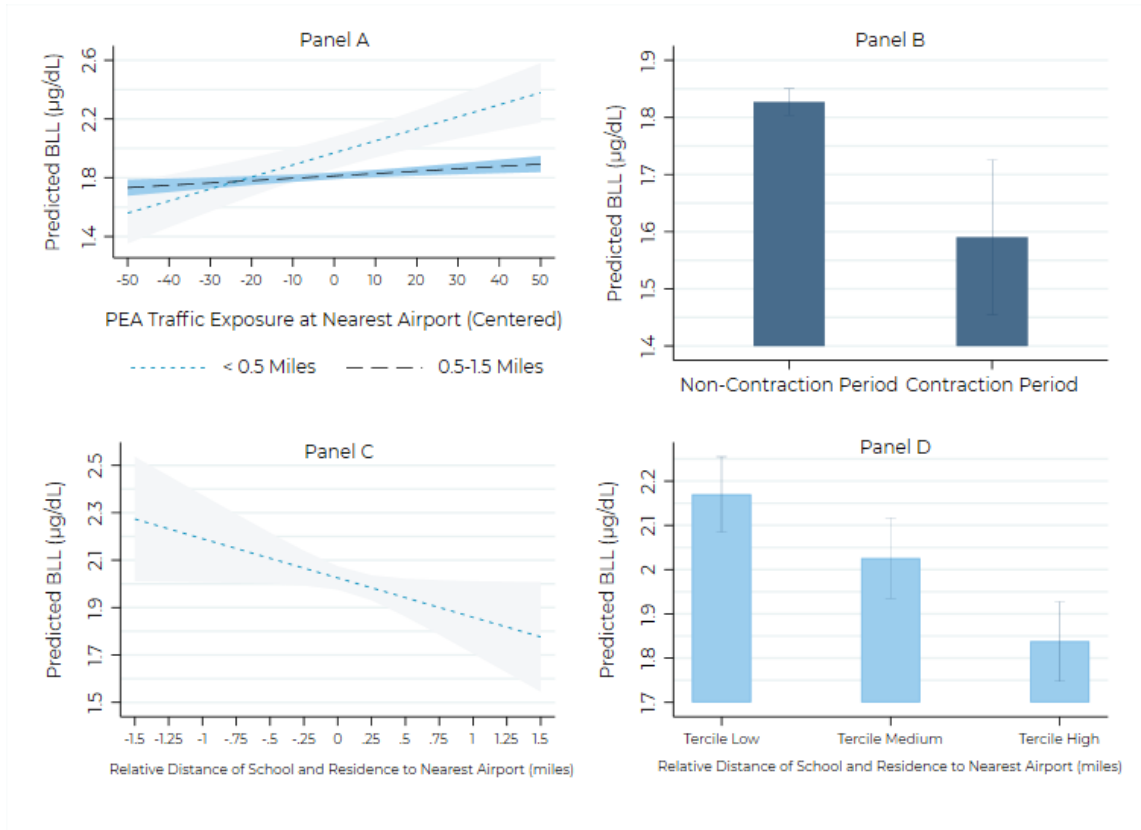 Panel A
Predicted BLL (µg/dL)
2.6
2.2
1.8
1.4
-50 -40 -30 -20 -10 0 10 20 30 40 50
PEA Traffic Exposure at Nearest Airport (Centered)
< 0.5 Miles 0.5-1.5 Miles
Panel B
Predicted BLL (µg/dL)
1.9
1.8
1.7
1.6
1.5
1.4
Non-Contraction Period Contraction Period
Panel C
Predicted BLL (µg/dL)
2.5
2.3
2.1
1.9
1.7
1.5
-1.5 -1.25 -1 -.75 -.5 -.25 0 .25 .5 .75 1 1.25 1.5
Relative Distance of School and Residence to Nearest Airport (miles)
Panel D
Predicted BLL (µg/dL)
2.2
2.1
2
1.9
1.8
1.7
Tercile Low Tercile Medium Tercile High
Relative Distance of School and Residence to Nearest Airport (miles)